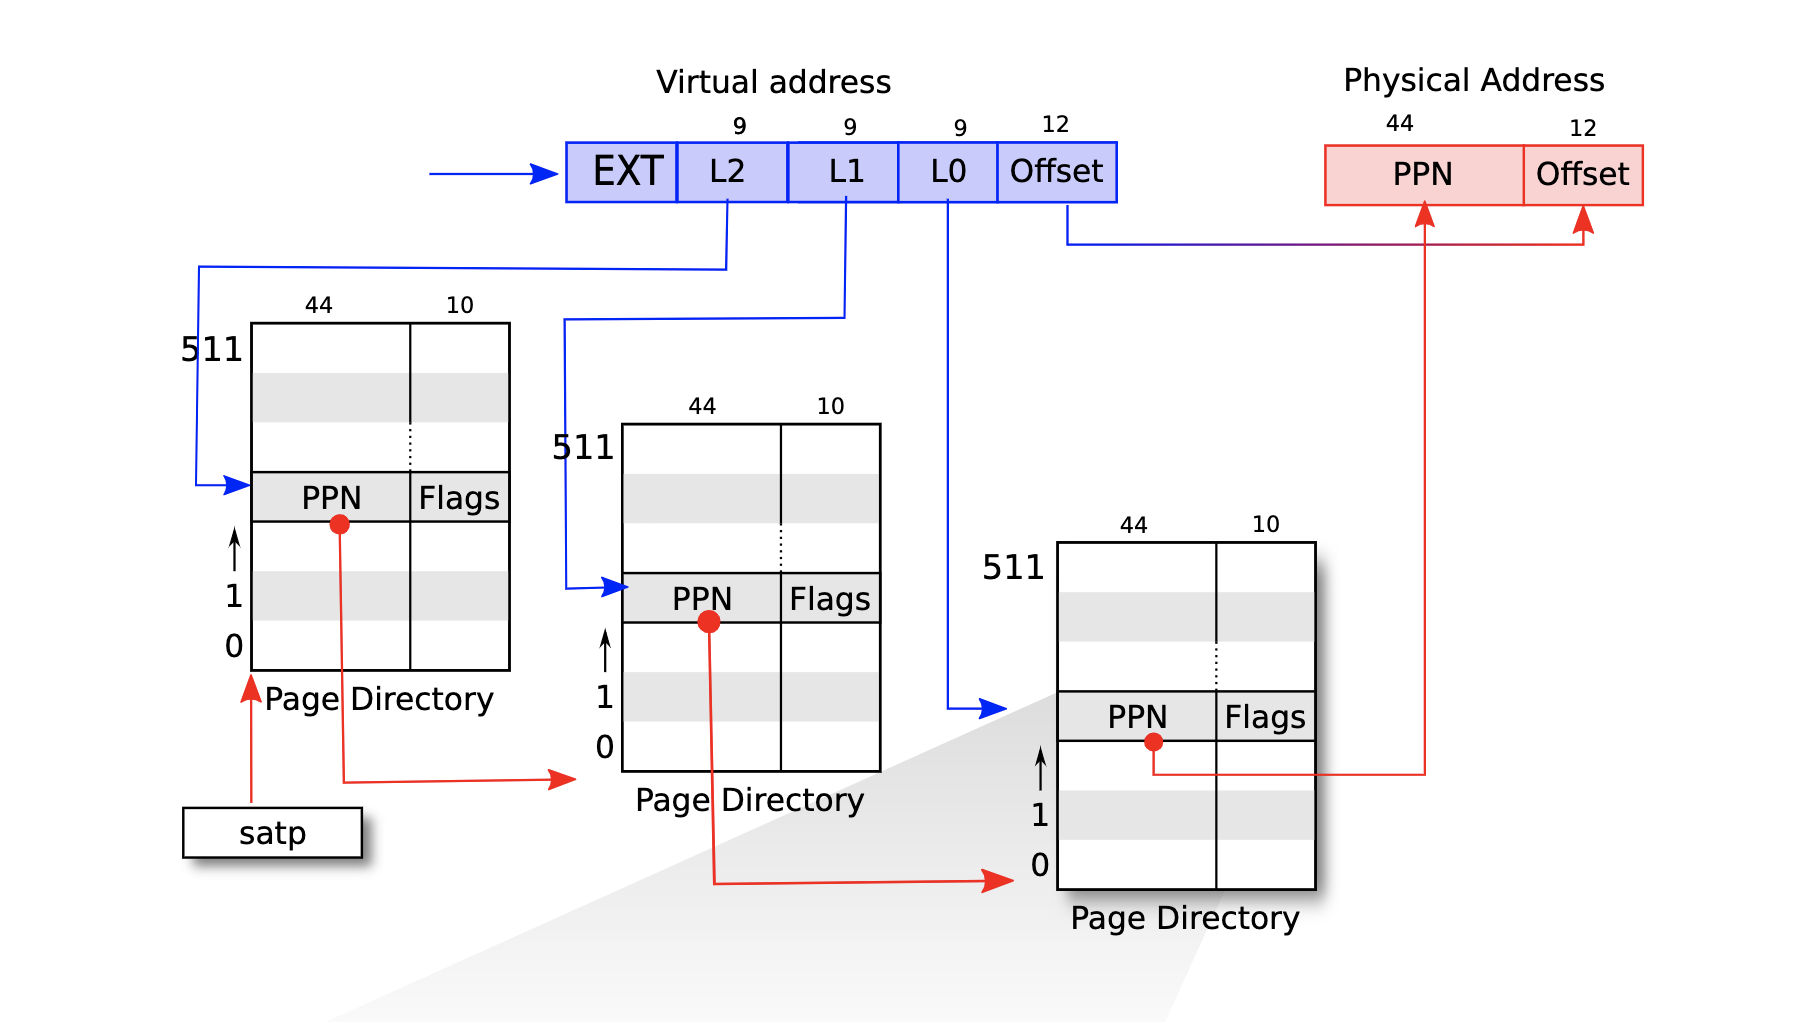 Virtual address
Physical Address
9 9 9 12
44 12
EXT L2 L1 L0 Offset
PPN Offset
44 10
511
PPN Flags
1
0
Page Directory
satp
44 10
511
PPN Flags
1
0
Page Directory
44 10
511
PPN Flags
1
0
Page Directory